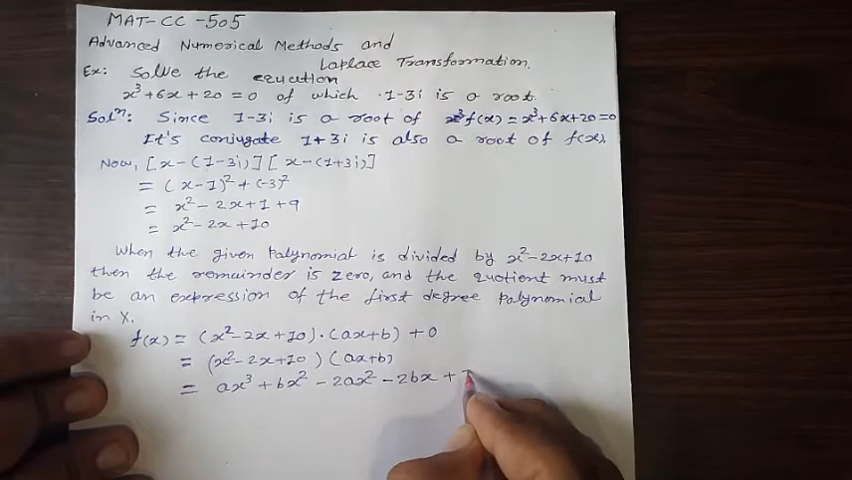 MAT-CC-505
Advanced Numerical Methods and
Laplace Transformation.
Ex: Solve the equation
x³+6x+20=0 of which 1-3i is a root.
Solⁿ: Since 1-3i is a root of f(x)=x³+6x+20=0
It's conjugate 1+3i is also a root of f(x).
Now, [x-(1-3i)][x-(1+3i)]
= (x-1)²+(-3)²
= x²-2x+1+9
= x²-2x+10
When the given Polynomial is divided by x²-2x+10
then the remainder is zero, and the quotient must
be an expression of the first degree Polynomial
in X.
f(x) = (x²-2x+10)·(ax+b)+0
= (x²-2x+10)(ax+b)
= ax³+bx²-2ax²-2bx+